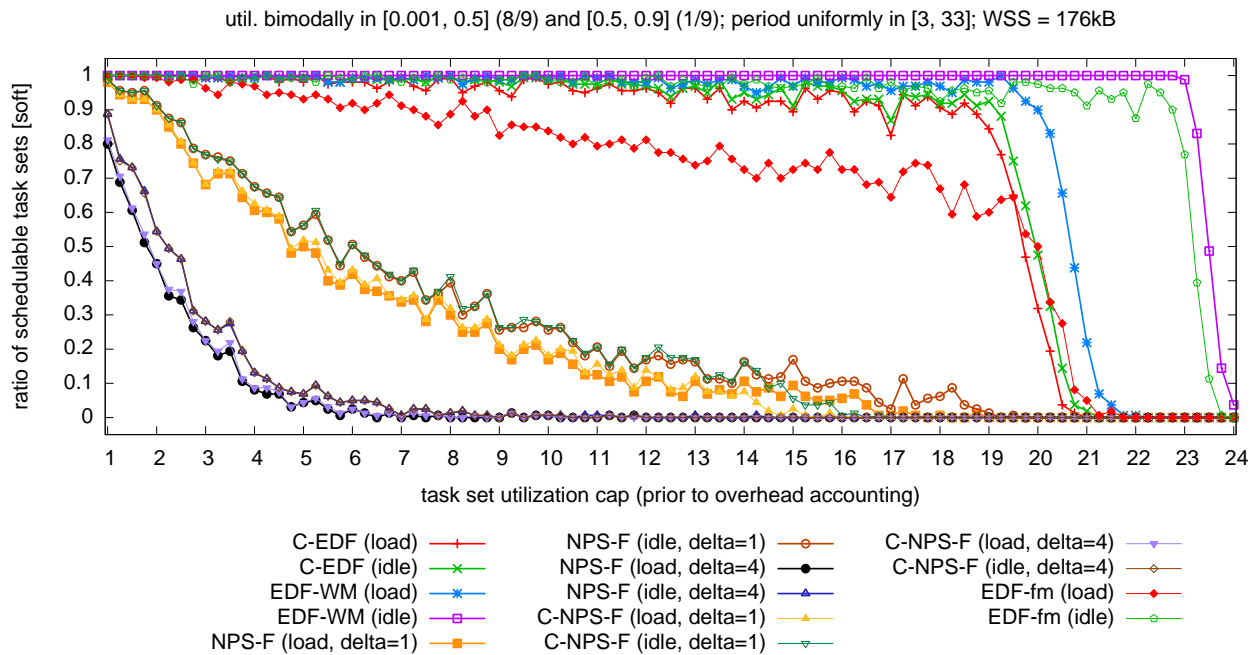 util. bimodally in [0.001, 0.5] (8/9) and [0.5, 0.9] (1/9); period uniformly in [3, 33]; WSS = 176kB
ratio of schedulable task sets [soft]
1
0.9
0.8
0.7
0.6
0.5
0.4
0.3
0.2
0.1
0
1 2 3 4 5 6 7 8 9 10 11 12 13 14 15 16 17 18 19 20 21 22 23 24
task set utilization cap (prior to overhead accounting)
C-EDF (load)
C-EDF (idle)
EDF-WM (load)
EDF-WM (idle)
NPS-F (load, delta=1)
NPS-F (idle, delta=1)
NPS-F (load, delta=4)
NPS-F (idle, delta=4)
C-NPS-F (load, delta=1)
C-NPS-F (idle, delta=1)
C-NPS-F (load, delta=4)
C-NPS-F (idle, delta=4)
EDF-fm (load)
EDF-fm (idle)